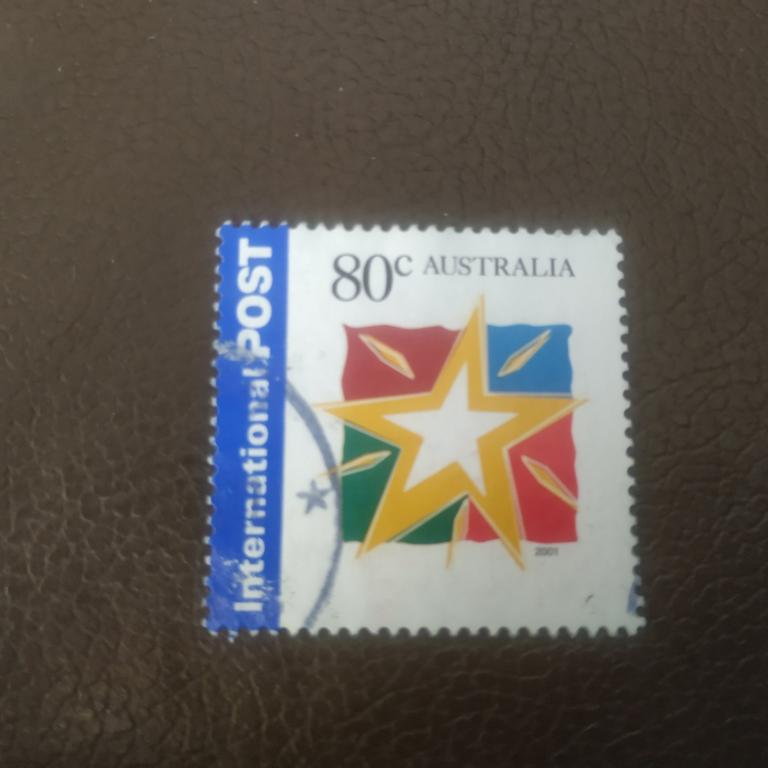 80c AUSTRALIA
International POST
2001